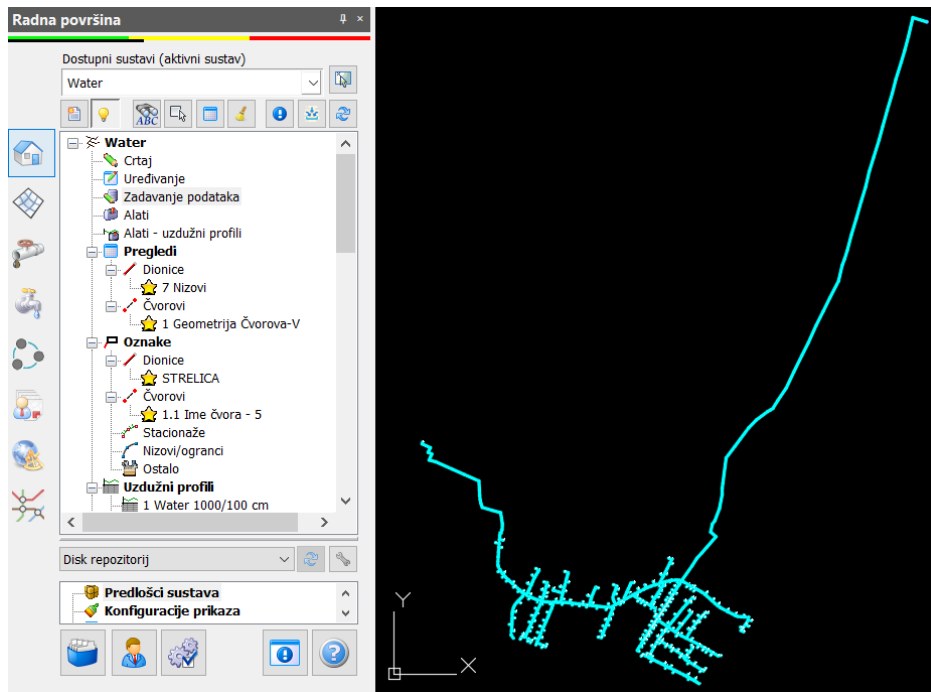 Radna površina
Dostupni sustavi (aktivni sustav)
Water
ABC
Water
Crtaj
Uređivanje
Zadavanje podataka
Alati
Alati - uzdužni profili
Pregledi
Dionice
7 Nizovi
Čvorovi
1 Geometrija Čvorova-V
Oznake
Dionice
STRELICA
Čvorovi
1.1 Ime čvora - 5
Stacionaže
Nizovi/ogranci
Ostalo
Uzdužni profili
1 Water 1000/100 cm
Disk repozitorij
Predlošci sustava
Konfiguracije prikaza
Y
X